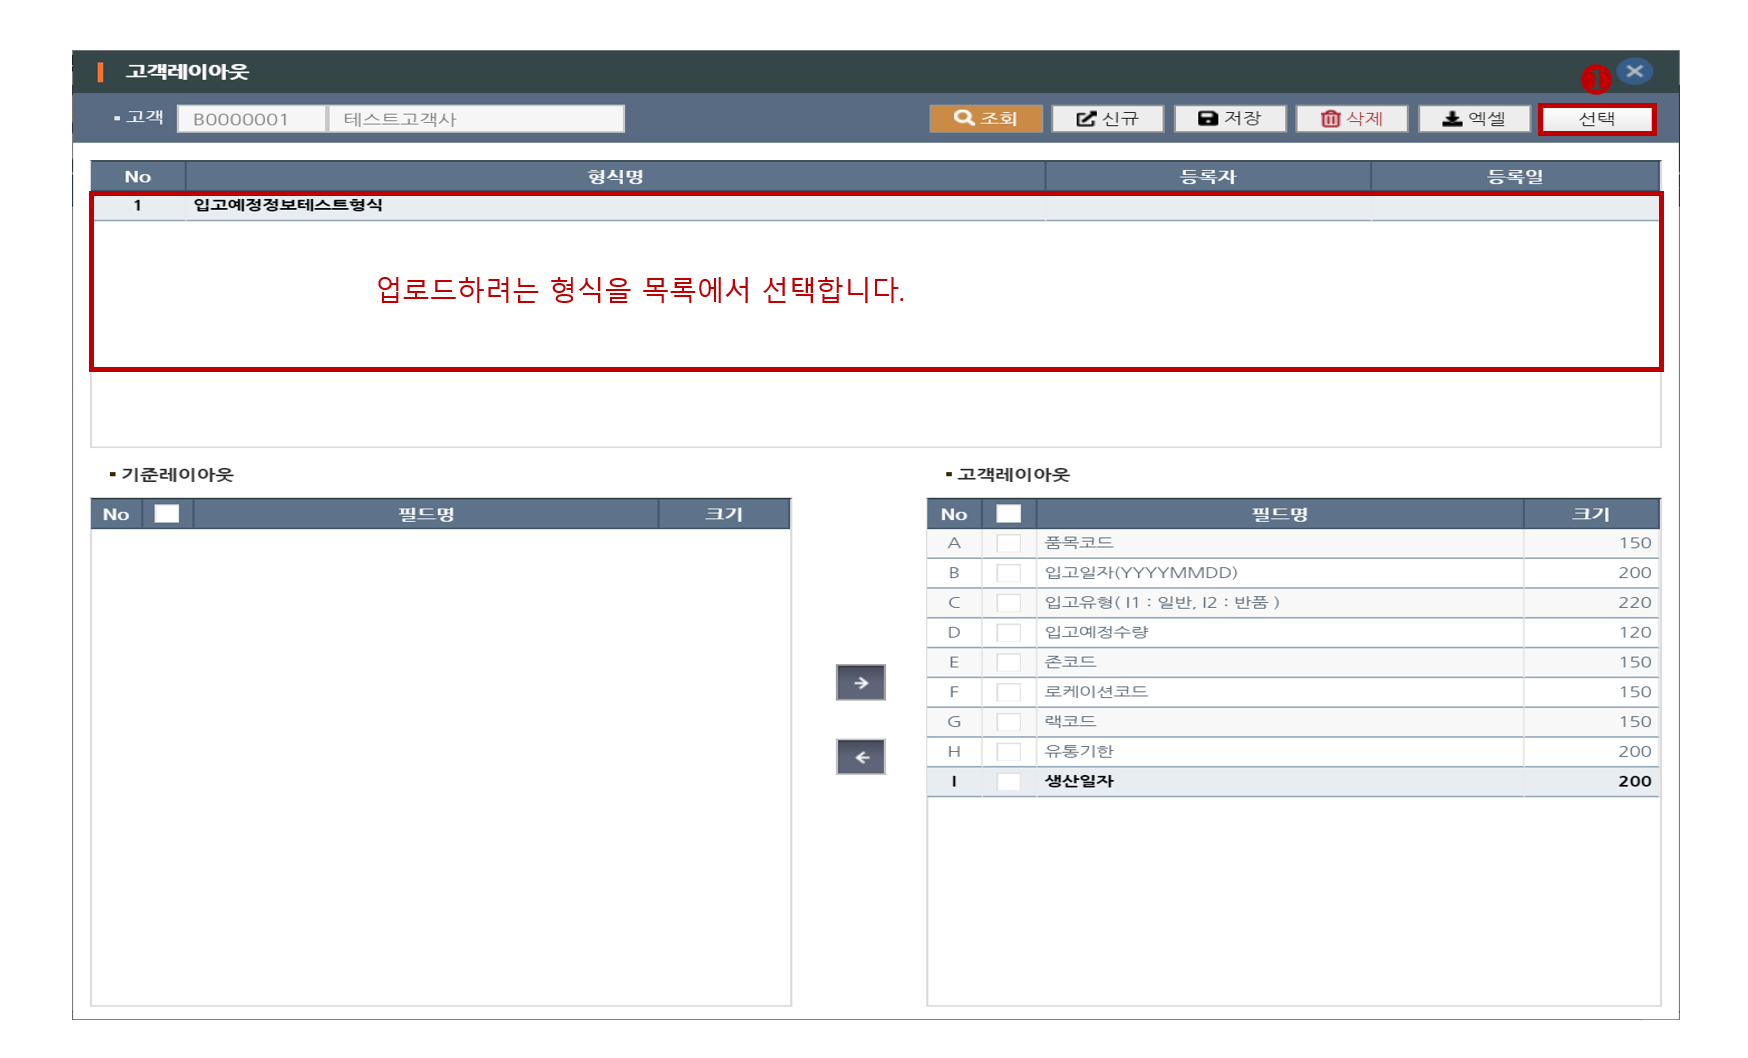 고객레이아웃
1
고객 B0000001 테스트고객사 조회 신규 저장 삭제 엑셀 선택
No 형식명 등록자 등록일
1 입고예정정보테스트형식
업로드하려는 형식을 목록에서 선택합니다.
기준레이아웃
No 필드명 크기
고객레이아웃
No 필드명 크기
A 품목코드 150
B 입고일자(YYYYMMDD) 200
C 입고유형( I1 : 일반, I2 : 반품 ) 220
D 입고예정수량 120
E 존코드 150
F 로케이션코드 150
G 랙코드 150
H 유통기한 200
I 생산일자 200